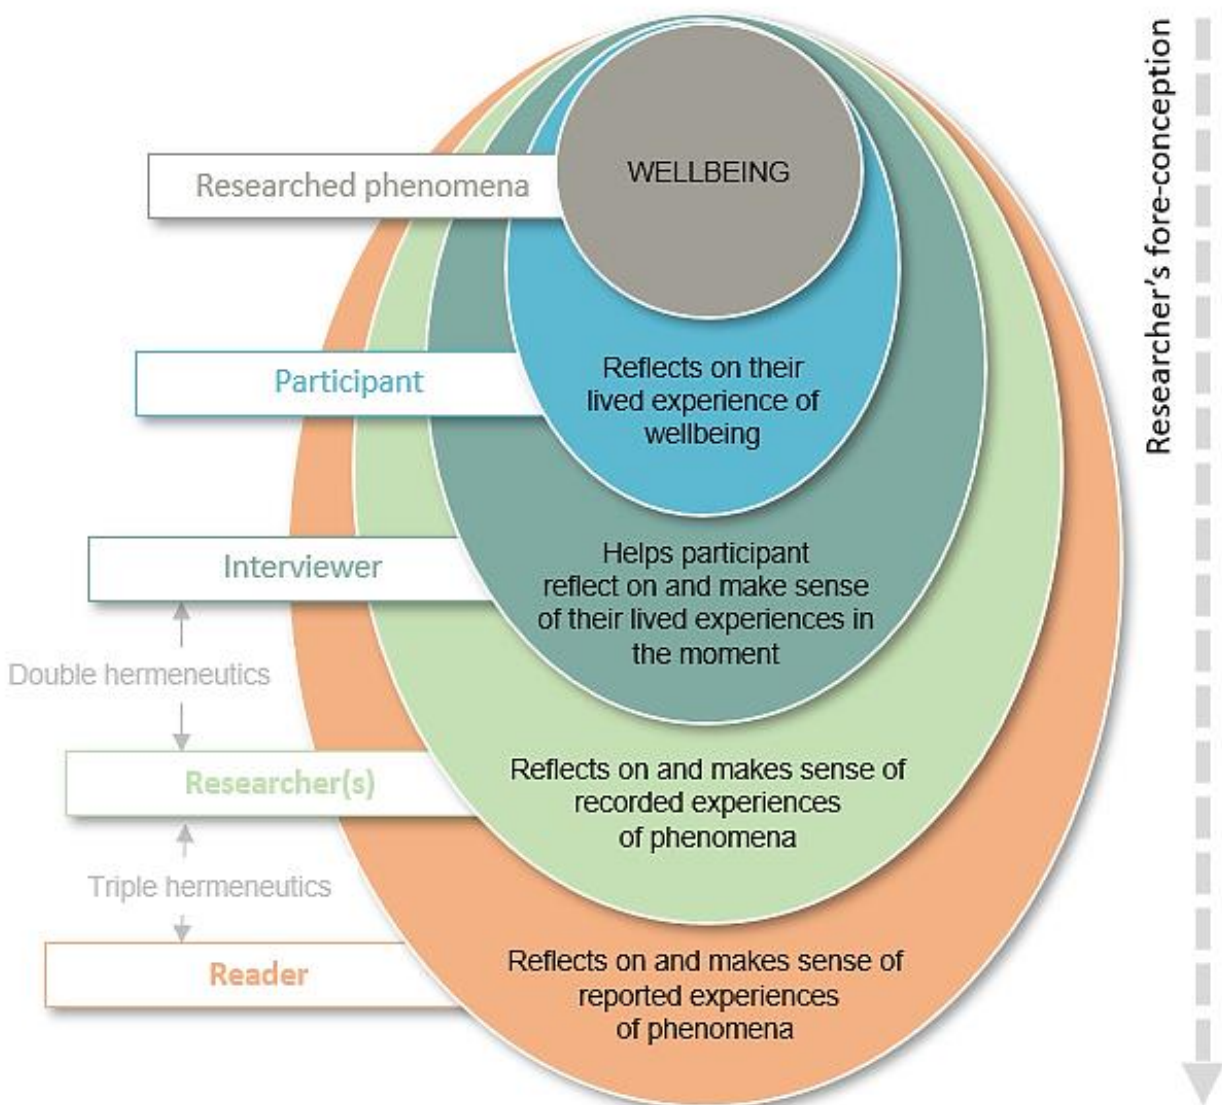 Researcher's fore-conception
WELLBEING
Researched phenomena
Participant
Reflects on their
lived experience of
wellbeing
Interviewer
Helps participant
reflect on and make sense
of their lived experiences in
the moment
Double hermeneutics
Researcher(s)
Reflects on and makes sense of
recorded experiences
of phenomena
Triple hermeneutics
Reader
Reflects on and makes sense of
reported experiences
of phenomena